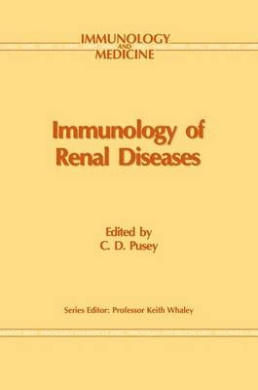 IMMUNOLOGY
AND
MEDICINE
Immunology of
Renal Diseases
Edited by
C. D. Pusey
Series Editor: Professor Keith Whaley